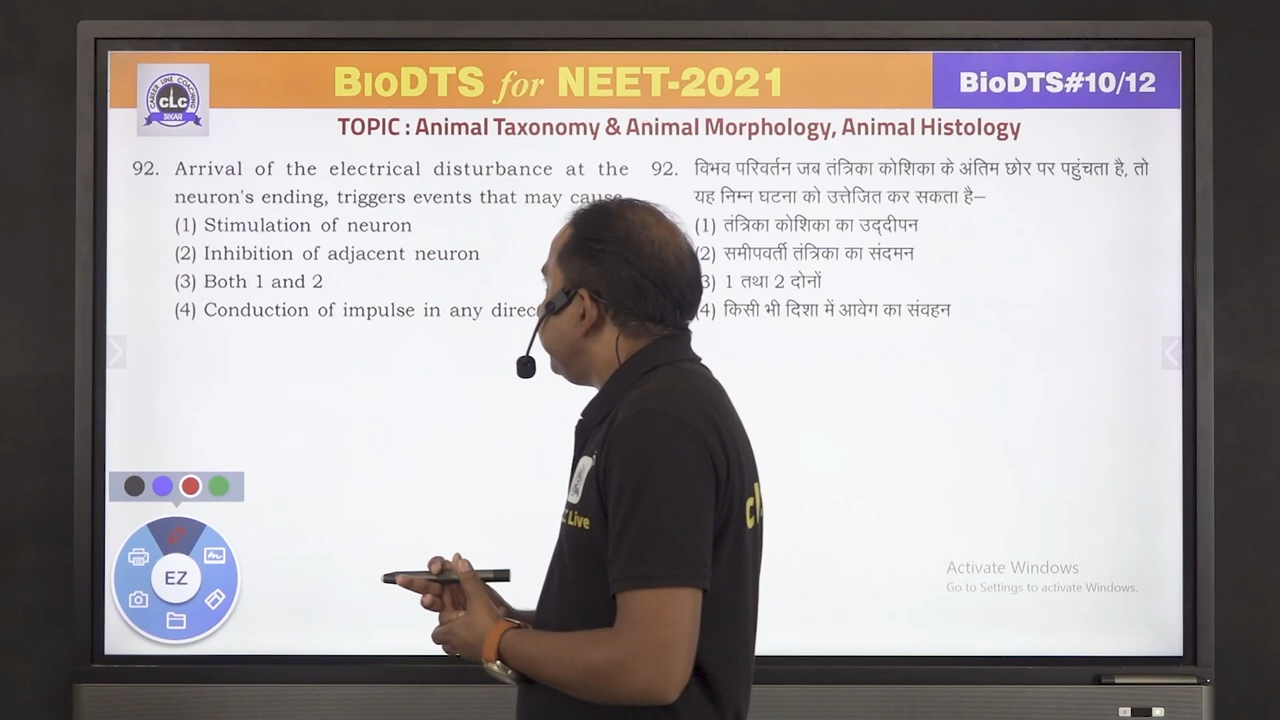 BIODTS for NEET-2021
BioDTS#10/12
CAREER LINE COACHING
CLC
SIKAR
TOPIC : Animal Taxonomy & Animal Morphology, Animal Histology
92. Arrival of the electrical disturbance at the
neuron's ending, triggers events that may cause
(1) Stimulation of neuron
(2) Inhibition of adjacent neuron
(3) Both 1 and 2
(4) Conduction of impulse in any
92. विभव परिवर्तन जब तंत्रिका कोशिका के अंतिम छोर पर पहुंचता है, तो
यह निम्न घटना को उत्तेजित कर सकता है–
(1) तंत्रिका कोशिका का उद्दीपन
(2) समीपवर्ती तंत्रिका का संदमन
(3) 1 तथा 2 दोनों
(4) किसी भी दिशा में आवेग का संवहन
EZ
Live
Activate Windows
Go to Settings to activate Windows.